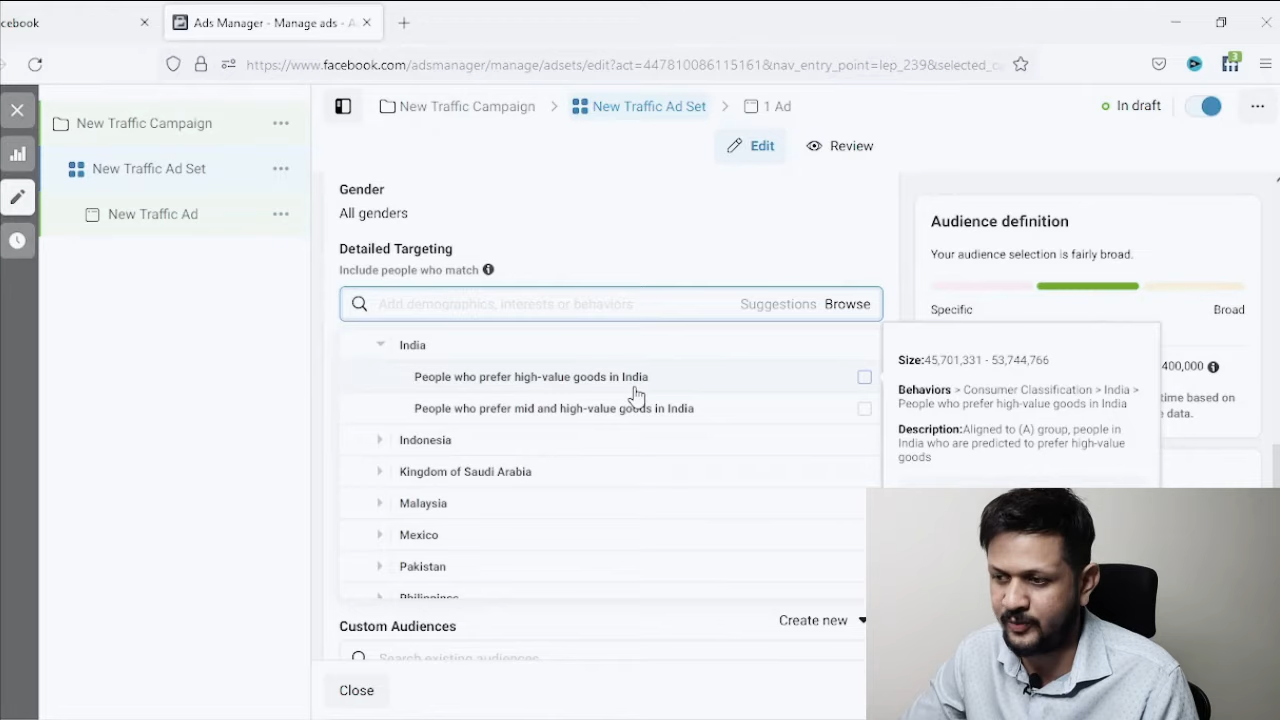 cebook
Ads Manager - Manage ads - A
https://www.facebook.com/adsmanager/manage/adsets/edit?act=447810086115161&nav_entry_point=lep_239&selected_c
3
New Traffic Campaign
New Traffic Ad Set
New Traffic Ad
New Traffic Campaign
New Traffic Ad Set
1 Ad
In draft
Edit
Review
Gender
All genders
Detailed Targeting
Include people who match
Add demographics, interests or behaviors
Suggestions
Browse
India
People who prefer high-value goods in India
People who prefer mid and high-value goods in India
Indonesia
Kingdom of Saudi Arabia
Malaysia
Mexico
Pakistan
Philippines
Custom Audiences
Create new
Search existing audiences
Close
Audience definition
Your audience selection is fairly broad.
Specific
Broad
400,000
time based on
e data.
Size:45,701,331 - 53,744,766
Behaviors > Consumer Classification > India >
People who prefer high-value goods in India
Description:Aligned to (A) group, people in
India who are predicted to prefer high-value
goods